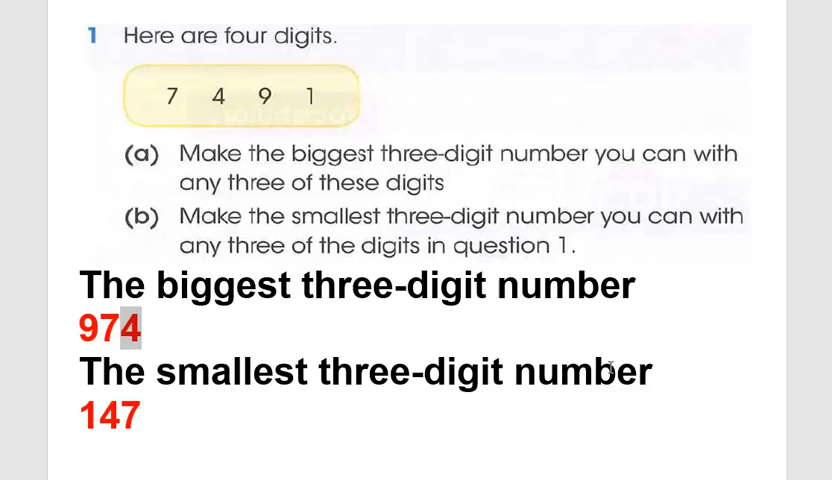 1 Here are four digits.
7 4 9 1
(a) Make the biggest three-digit number you can with
any three of these digits
(b) Make the smallest three-digit number you can with
any three of the digits in question 1.
The biggest three-digit number
974
The smallest three-digit number
147